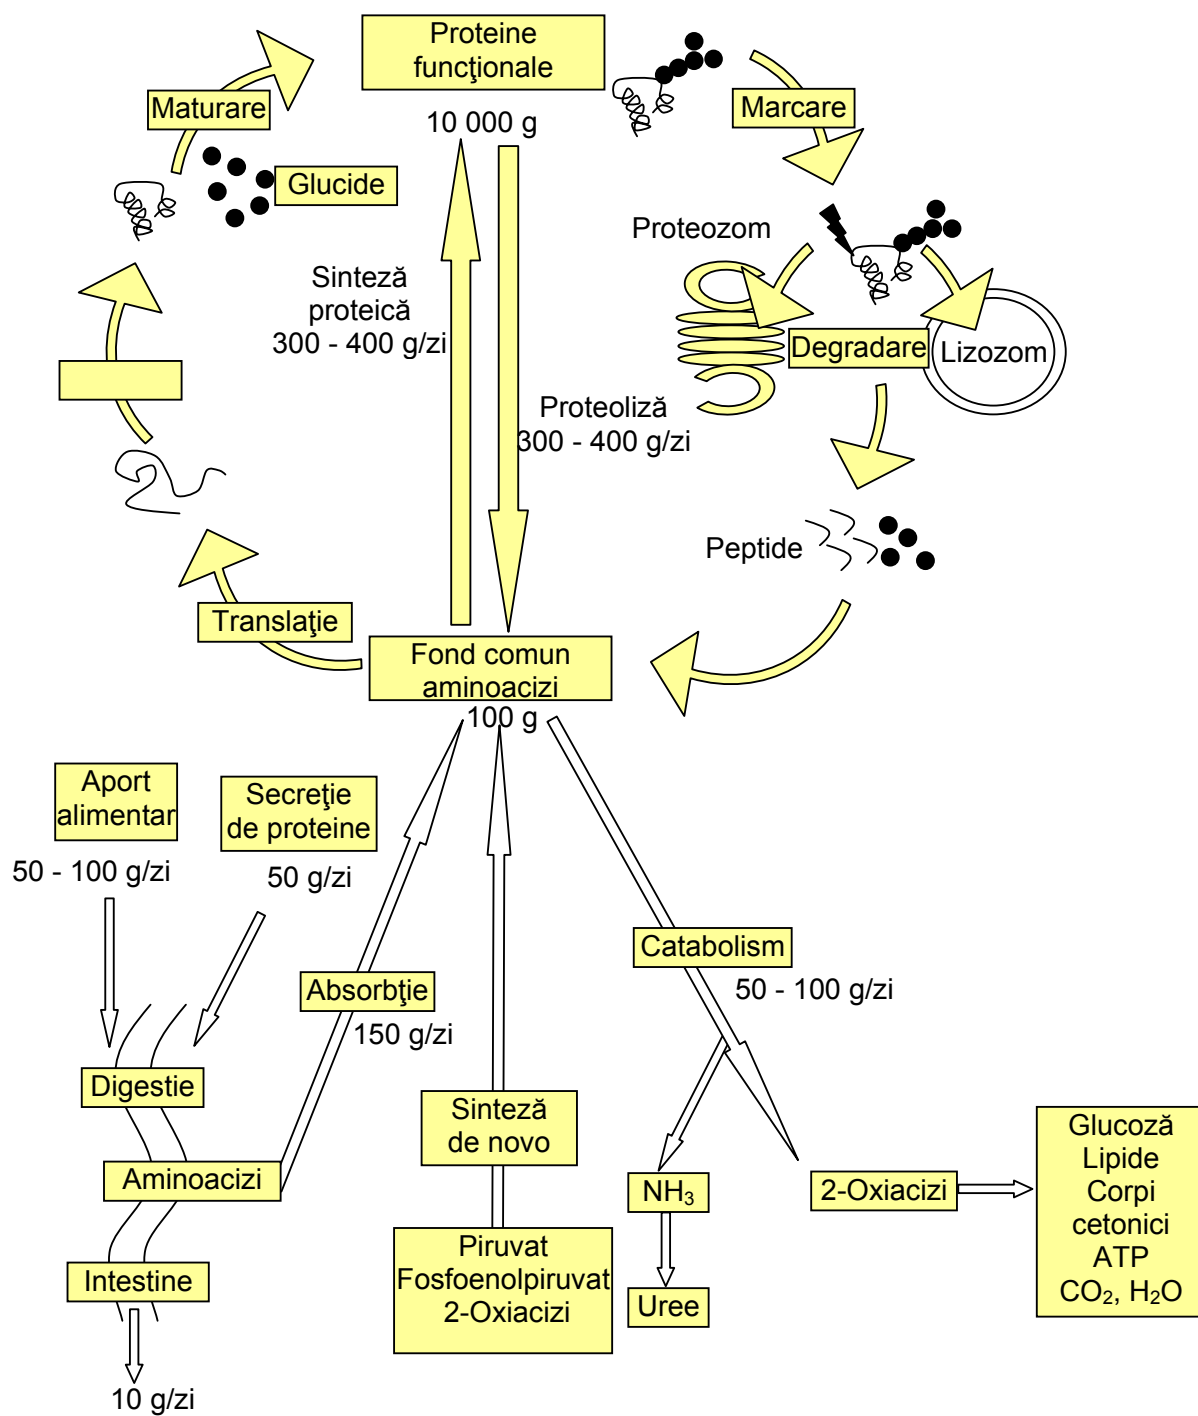 Proteine
funcţionale
10 000 g
Maturare
Marcare
Glucide
Proteozom
Sinteză
proteică
300 - 400 g/zi
Degradare
Lizozom
Proteoliză
300 - 400 g/zi
Peptide
Translaţie
Fond comun
aminoacizi
100 g
Aport
alimentar
50 - 100 g/zi
Secreţie
de proteine
50 g/zi
Catabolism
50 - 100 g/zi
Absorbţie
150 g/zi
Digestie
Sinteză
de novo
Aminoacizi
NH₃
2-Oxiacizi
Glucoză
Lipide
Corpi
cetonici
ATP
CO₂, H₂O
Piruvat
Fosfoenolpiruvat
2-Oxiacizi
Intestine
Uree
10 g/zi